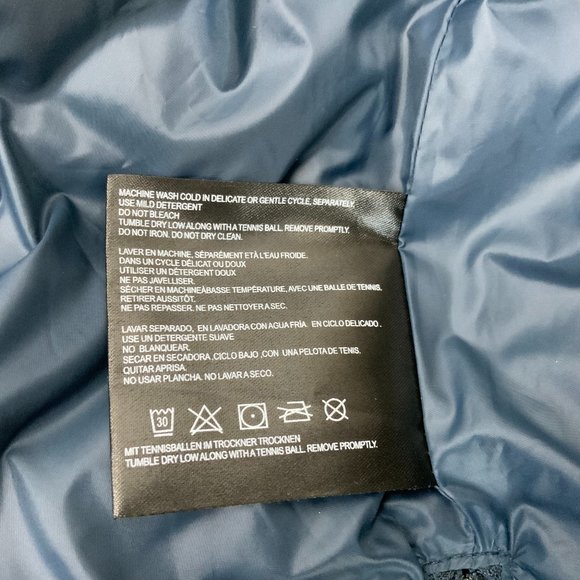 MACHINE WASH COLD IN DELICATE OR GENTLE CYCLE, SEPARATELY.
USE MILD DETERGENT
DO NOT BLEACH
TUMBLE DRY LOW ALONG WITH A TENNIS BALL. REMOVE PROMPTLY.
DO NOT IRON. DO NOT DRY CLEAN.
LAVER EN MACHINE, SÉPARÈMENT ETÀ L'EAU FROIDE.
DANS UN CYCLE DÉLICAT OU DOUX
UTILISER UN DÉTERGENT DOUX
NE PAS JAVELLISER.
SÉCHER EN MACHINEÀBASSE TEMPÉRATURE, AVEC UNE BALLE DE TENNIS.
RETIRER AUSSITÔT.
NE PAS REPASSER. NE PAS NETTOYER A SEC.
LAVAR SEPARADO, EN LAVADORA CON AGUA FRÍA EN CICLO DELICADO.
USE UN DETERGENTE SUAVE
NO BLANQUEAR.
SECAR EN SECADORA, CICLO BAJO, CON UNA PELOTA DE TENIS.
QUITAR APRISA.
NO USAR PLANCHA. NO LAVAR A SECO.
30
MIT TENNISBALLEN IM TROCKNER TROCKNEN
TUMBLE DRY LOW ALONG WITH A TENNIS BALL. REMOVE PROMPTLY.